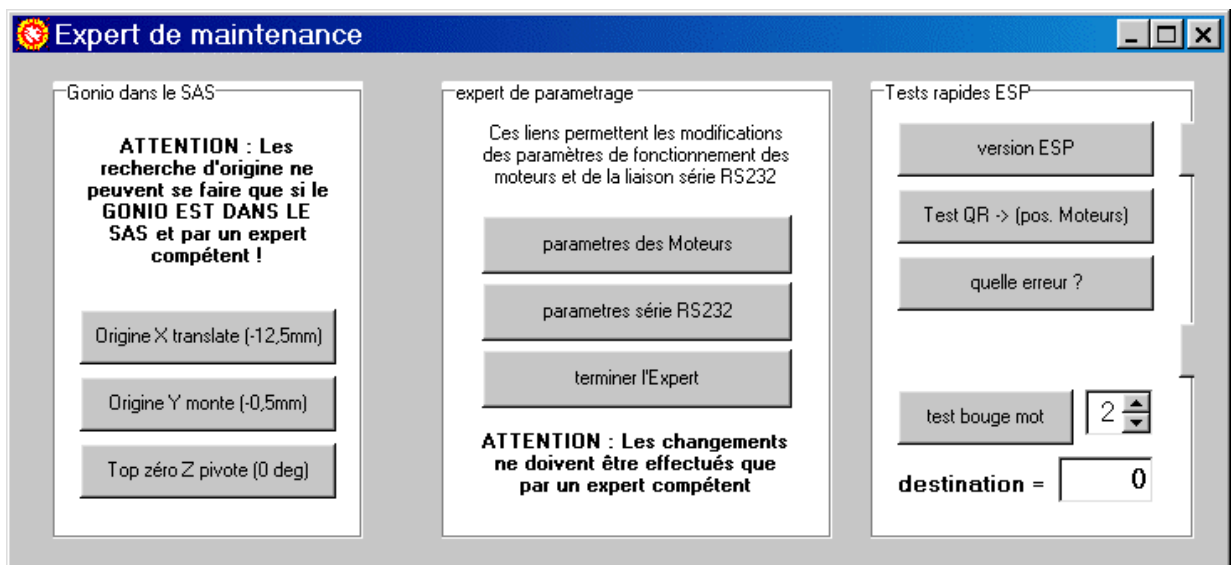 Expert de maintenance
Gonio dans le SAS
ATTENTION : Les
recherche d'origine ne
peuvent se faire que si le
GONIO EST DANS LE
SAS et par un expert
compétent !
Origine X translate (-12,5mm)
Origine Y monte (-0,5mm)
Top zéro Z pivote (0 deg)
expert de parametrage
Ces liens permettent les modifications
des paramètres de fonctionnement des
moteurs et de la liaison série RS232
parametres des Moteurs
parametres série RS232
terminer l'Expert
ATTENTION : Les changements
ne doivent être effectués que
par un expert compétent
Tests rapides ESP
version ESP
Test QR -> (pos. Moteurs)
quelle erreur ?
test bouge mot 2
destination = 0